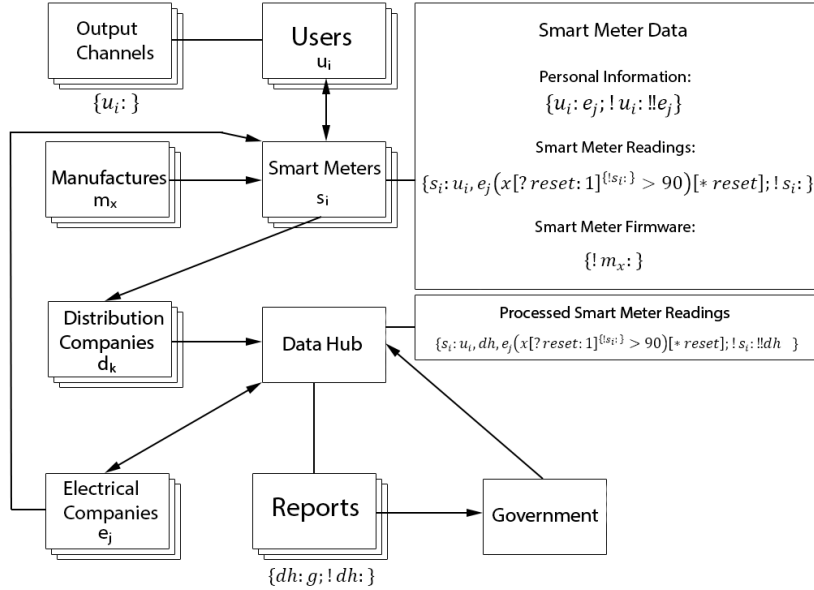 Output
Channels
{u_i: }
Users
u_i
Manufactures
m_x
Smart Meters
s_i
Smart Meter Data
Personal Information:
{u_i: e_j; ! u_i: ‼e_j}
Smart Meter Readings:
{s_i: u_i, e_j(x[? reset: 1]^{{!s_i:}} > 90)[* reset]; ! s_i: }
Smart Meter Firmware:
{! m_x: }
Distribution
Companies
d_k
Data Hub
Processed Smart Meter Readings
{s_i: u_i, dh, e_j(x[? reset: 1]^{{!s_i:}} > 90)[* reset]; ! s_i: ‼dh }
Electrical
Companies
e_j
Reports
{dh: g; ! dh: }
Government